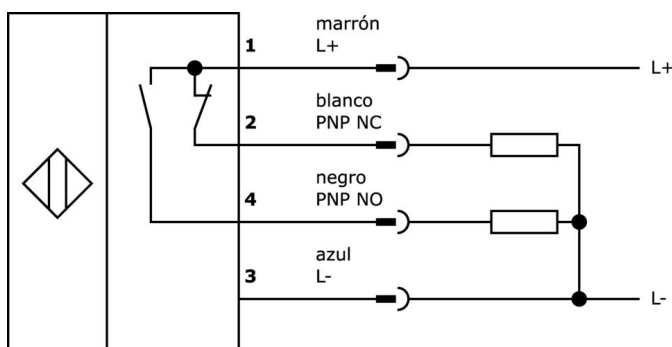 marrón
1 L+
L+
blanco
2 PNP NC
negro
4 PNP NO
azul
3 L-
L-